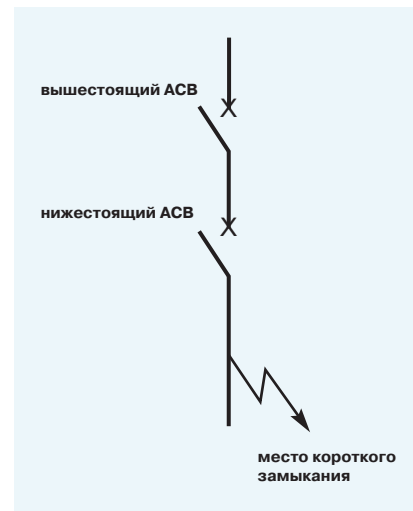 вышестоящий АСВ
нижестоящий АСВ
место короткого
замыкания